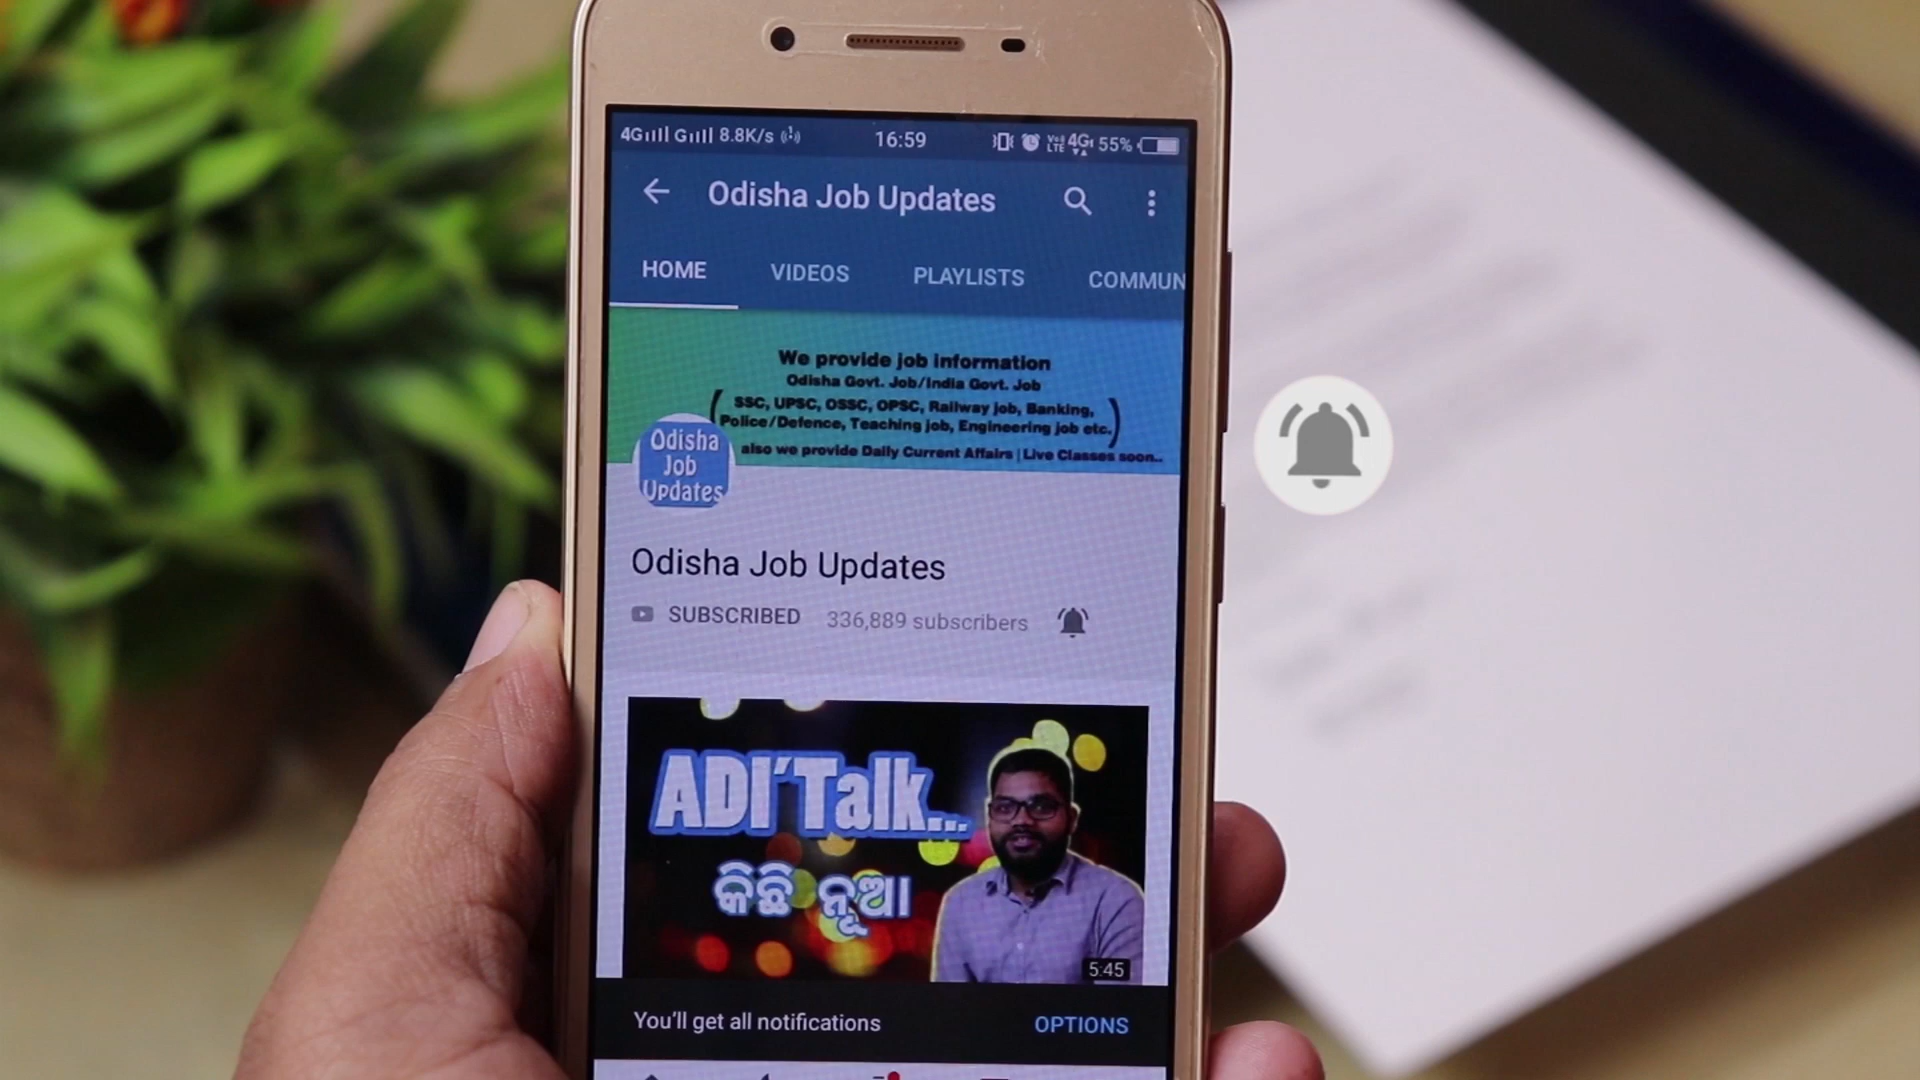 4G G 8.8K/s 16:59 VoLTE 4G 55%
Odisha Job Updates
HOME VIDEOS PLAYLISTS COMMUN
We provide job information
Odisha Govt. Job/India Govt. Job
(SSC, UPSC, OSSC, OPSC, Railway job, Banking,
Police/Defence, Teaching job, Engineering job etc.)
also we provide Daily Current Affairs | Live Classes soon..
Odisha
Job
Updates
Odisha Job Updates
SUBSCRIBED 336,889 subscribers
ADI'Talk...
କିଛି ନୂଆ
5:45
You'll get all notifications OPTIONS